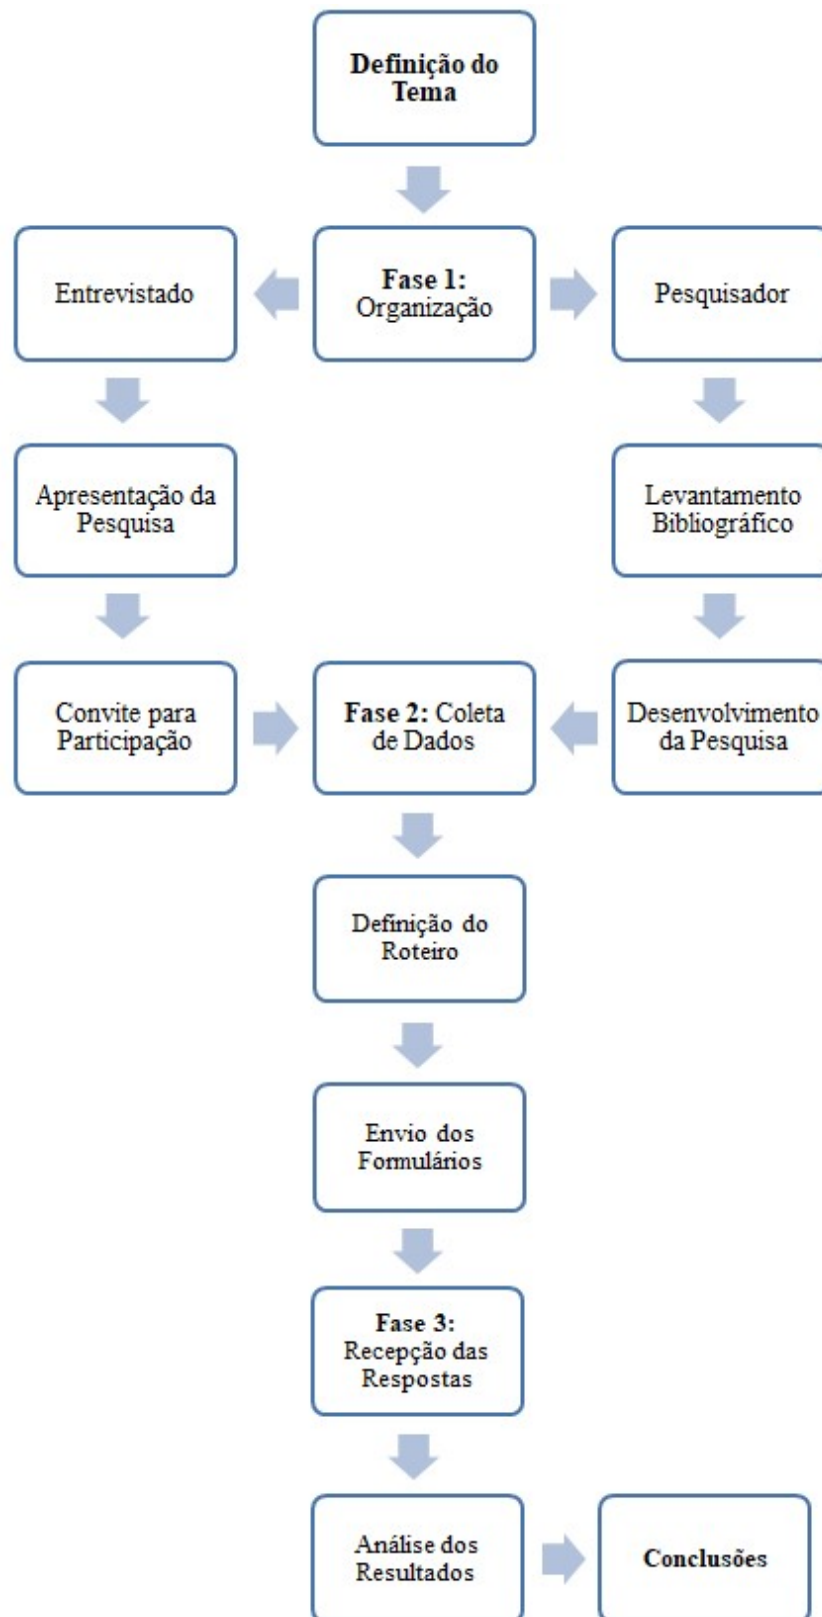 Definição do
Tema
Entrevistado
Fase 1:
Organização
Pesquisador
Apresentação da
Pesquisa
Levantamento
Bibliográfico
Convite para
Participação
Fase 2: Coleta
de Dados
Desenvolvimento
da Pesquisa
Definição do
Roteiro
Envio dos
Formulários
Fase 3:
Recepção das
Respostas
Análise dos
Resultados
Conclusões